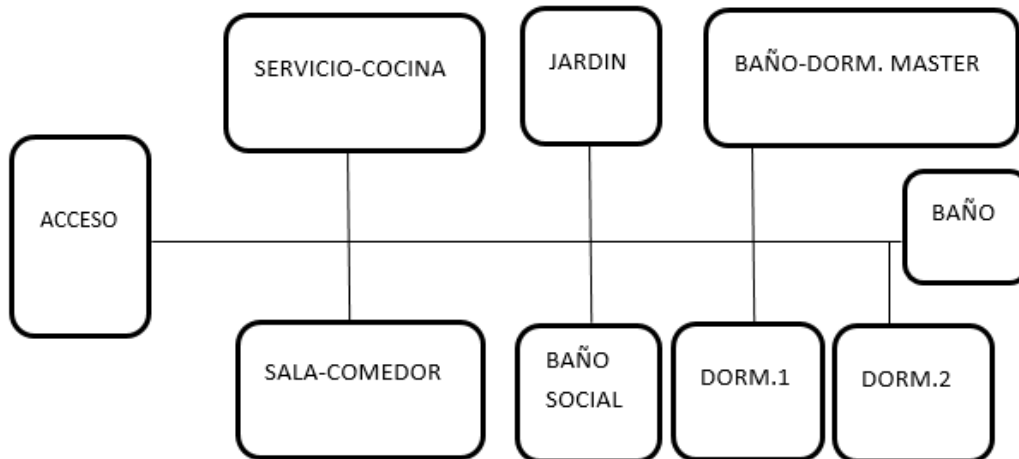 SERVICIO-COCINA
JARDIN
BAÑO-DORM. MASTER
ACCESO
BAÑO
SALA-COMEDOR
BAÑO
SOCIAL
DORM.1
DORM.2